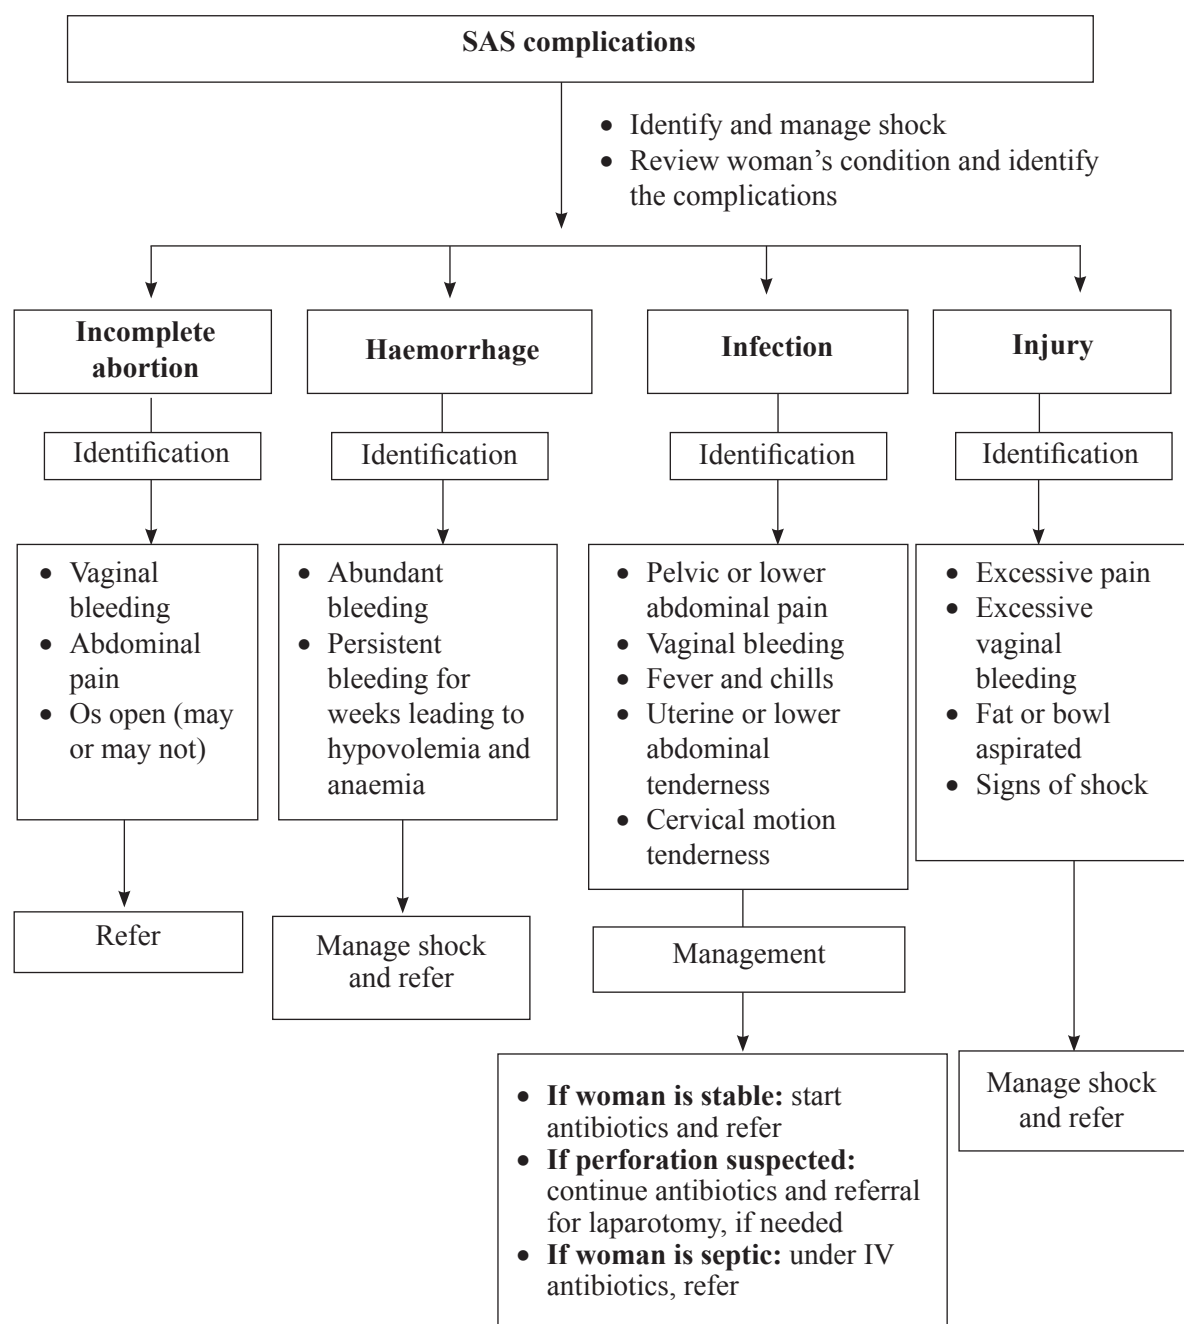 SAS complications
• Identify and manage shock
• Review woman’s condition and identify
the complications
Incomplete
abortion
Haemorrhage
Infection
Injury
Identification
Identification
Identification
Identification
• Vaginal
bleeding
• Abdominal
pain
• Os open (may
or may not)
• Abundant
bleeding
• Persistent
bleeding for
weeks leading to
hypovolemia and
anaemia
• Pelvic or lower
abdominal pain
• Vaginal bleeding
• Fever and chills
• Uterine or lower
abdominal
tenderness
• Cervical motion
tenderness
• Excessive pain
• Excessive
vaginal
bleeding
• Fat or bowl
aspirated
• Signs of shock
Refer
Manage shock
and refer
Management
• If woman is stable: start
antibiotics and refer
• If perforation suspected:
continue antibiotics and referral
for laparotomy, if needed
• If woman is septic: under IV
antibiotics, refer
Manage shock
and refer